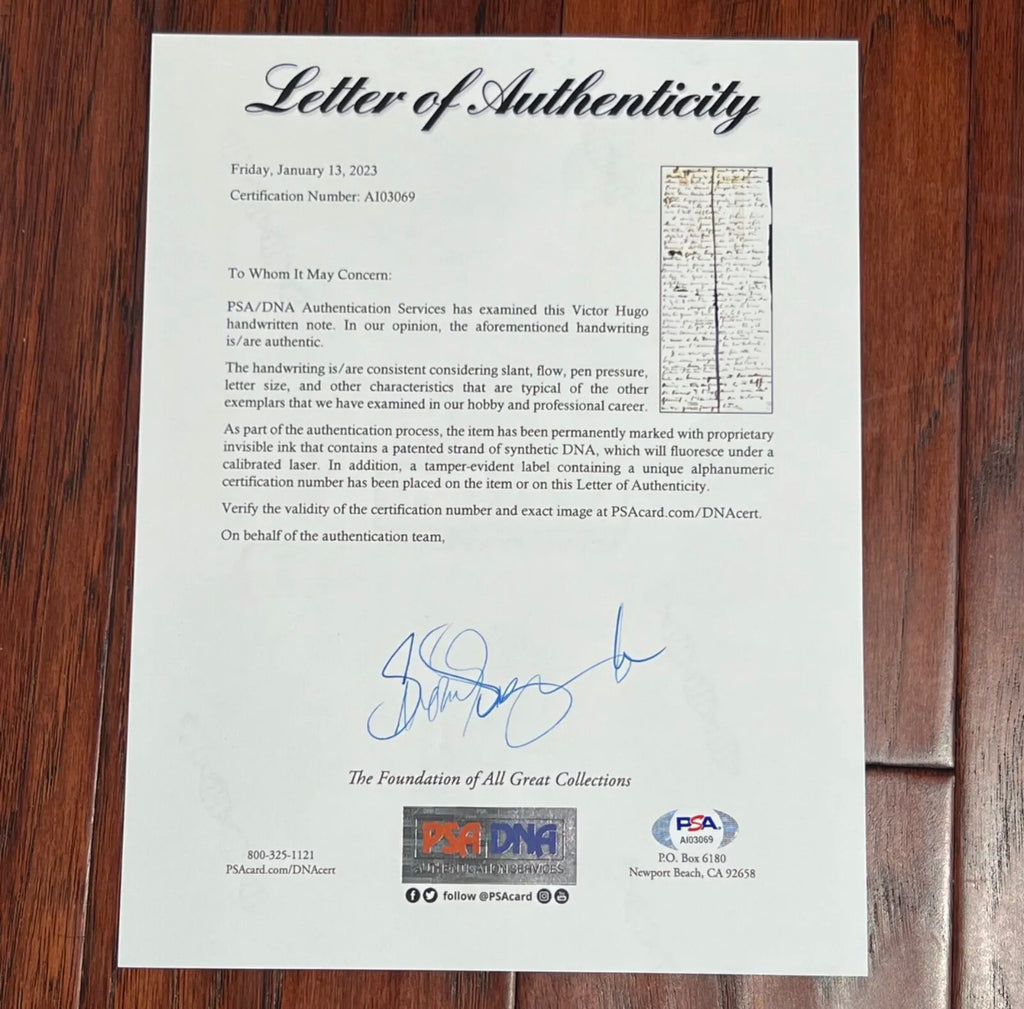 Letter of Authenticity
Friday, January 13, 2023
Certification Number: AI03069
To Whom It May Concern:
PSA/DNA Authentication Services has examined this Victor Hugo
handwritten note. In our opinion, the aforementioned handwriting
is/are authentic.
The handwriting is/are consistent considering slant, flow, pen pressure,
letter size, and other characteristics that are typical of the other
exemplars that we have examined in our hobby and professional career.
As part of the authentication process, the item has been permanently marked with proprietary
invisible ink that contains a patented strand of synthetic DNA, which will fluoresce under a
calibrated laser. In addition, a tamper-evident label containing a unique alphanumeric
certification number has been placed on the item or on this Letter of Authenticity.
Verify the validity of the certification number and exact image at PSAcard.com/DNAcert.
On behalf of the authentication team,
The Foundation of All Great Collections
800-325-1121
PSAcard.com/DNAcert
PSA DNA
AUTHENTICATION SERVICES
follow @PSAcard
PSA
AI03069
P.O. Box 6180
Newport Beach, CA 92658